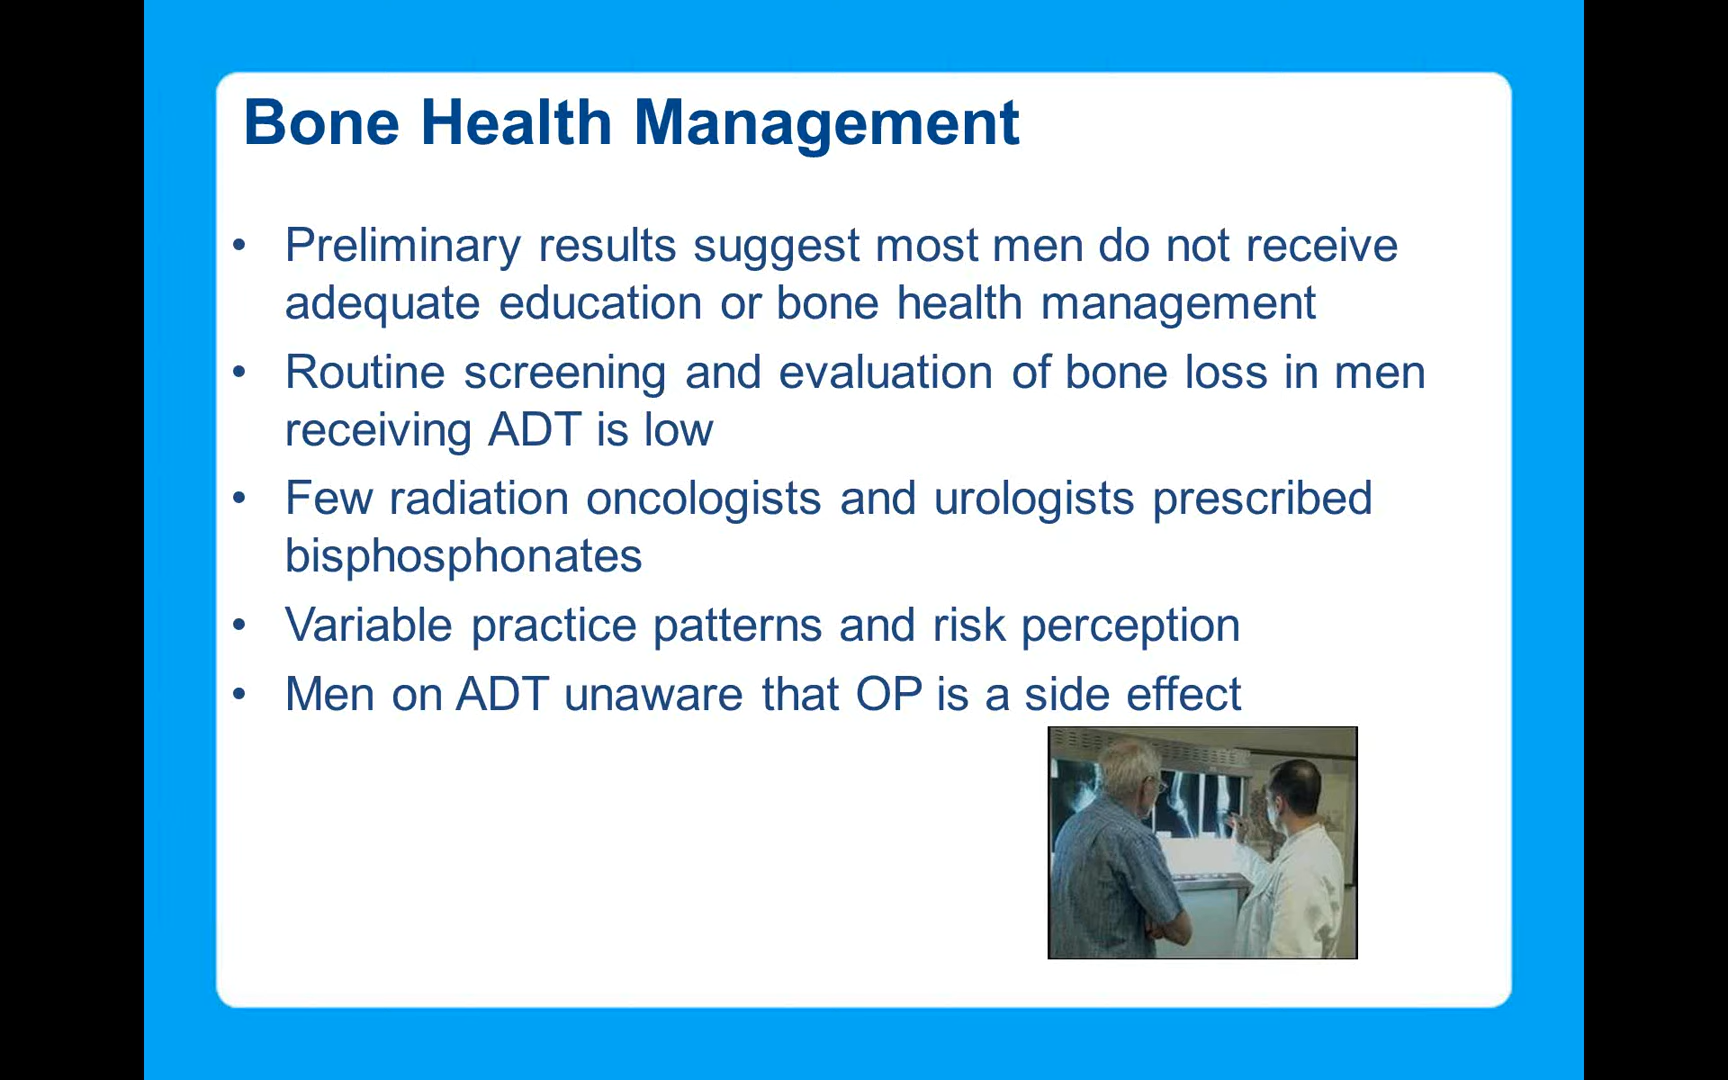 Bone Health Management
• Preliminary results suggest most men do not receive
adequate education or bone health management
• Routine screening and evaluation of bone loss in men
receiving ADT is low
• Few radiation oncologists and urologists prescribed
bisphosphonates
• Variable practice patterns and risk perception
• Men on ADT unaware that OP is a side effect